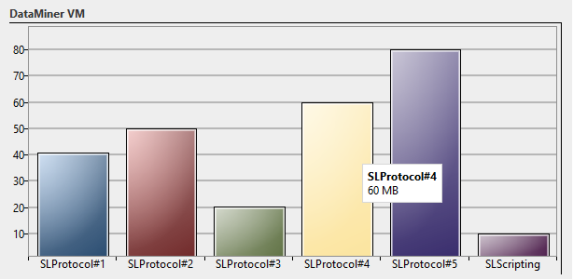 DataMiner VM
80
70
60
50
40
30
20
10
SLProtocol#4
60 MB
SLProtocol#1 SLProtocol#2 SLProtocol#3 SLProtocol#4 SLProtocol#5 SLScripting